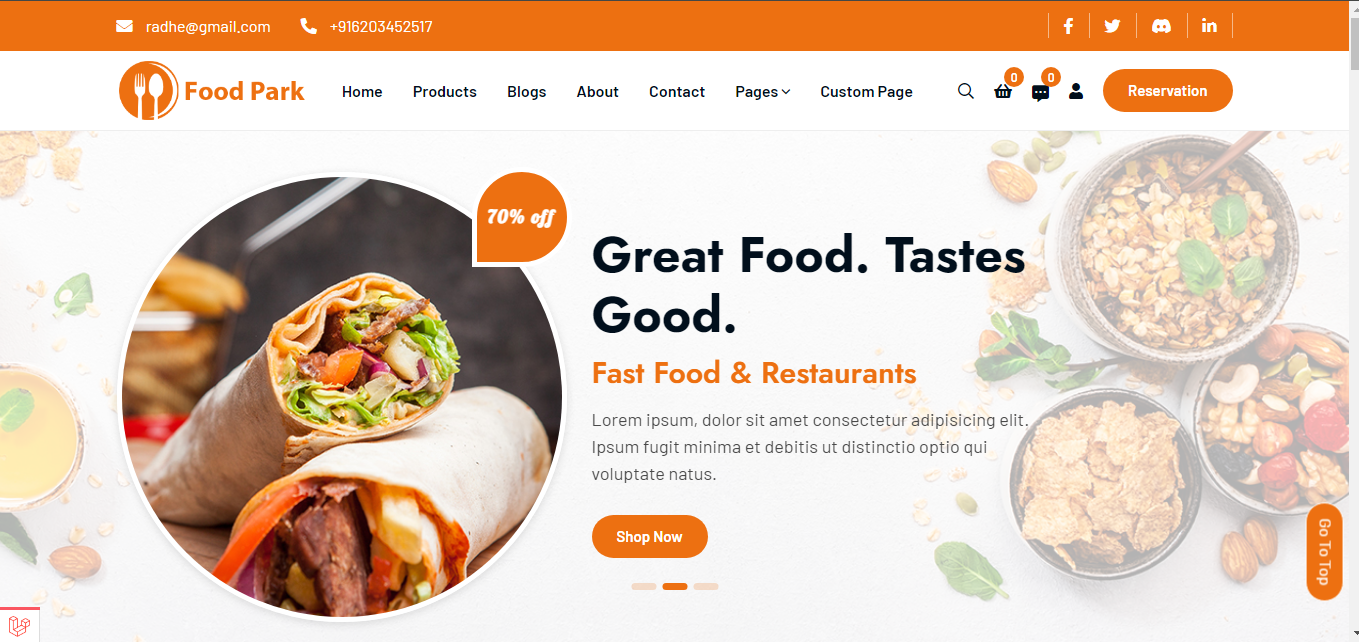 radhe@gmail.com +916203452517
Food Park Home Products Blogs About Contact Pages Custom Page 0 0 Reservation
70% off
Great Food. Tastes
Good.
Fast Food & Restaurants
Lorem ipsum, dolor sit amet consectetur adipisicing elit.
Ipsum fugit minima et debitis ut distinctio optio qui
voluptate natus.
Shop Now
Go To Top